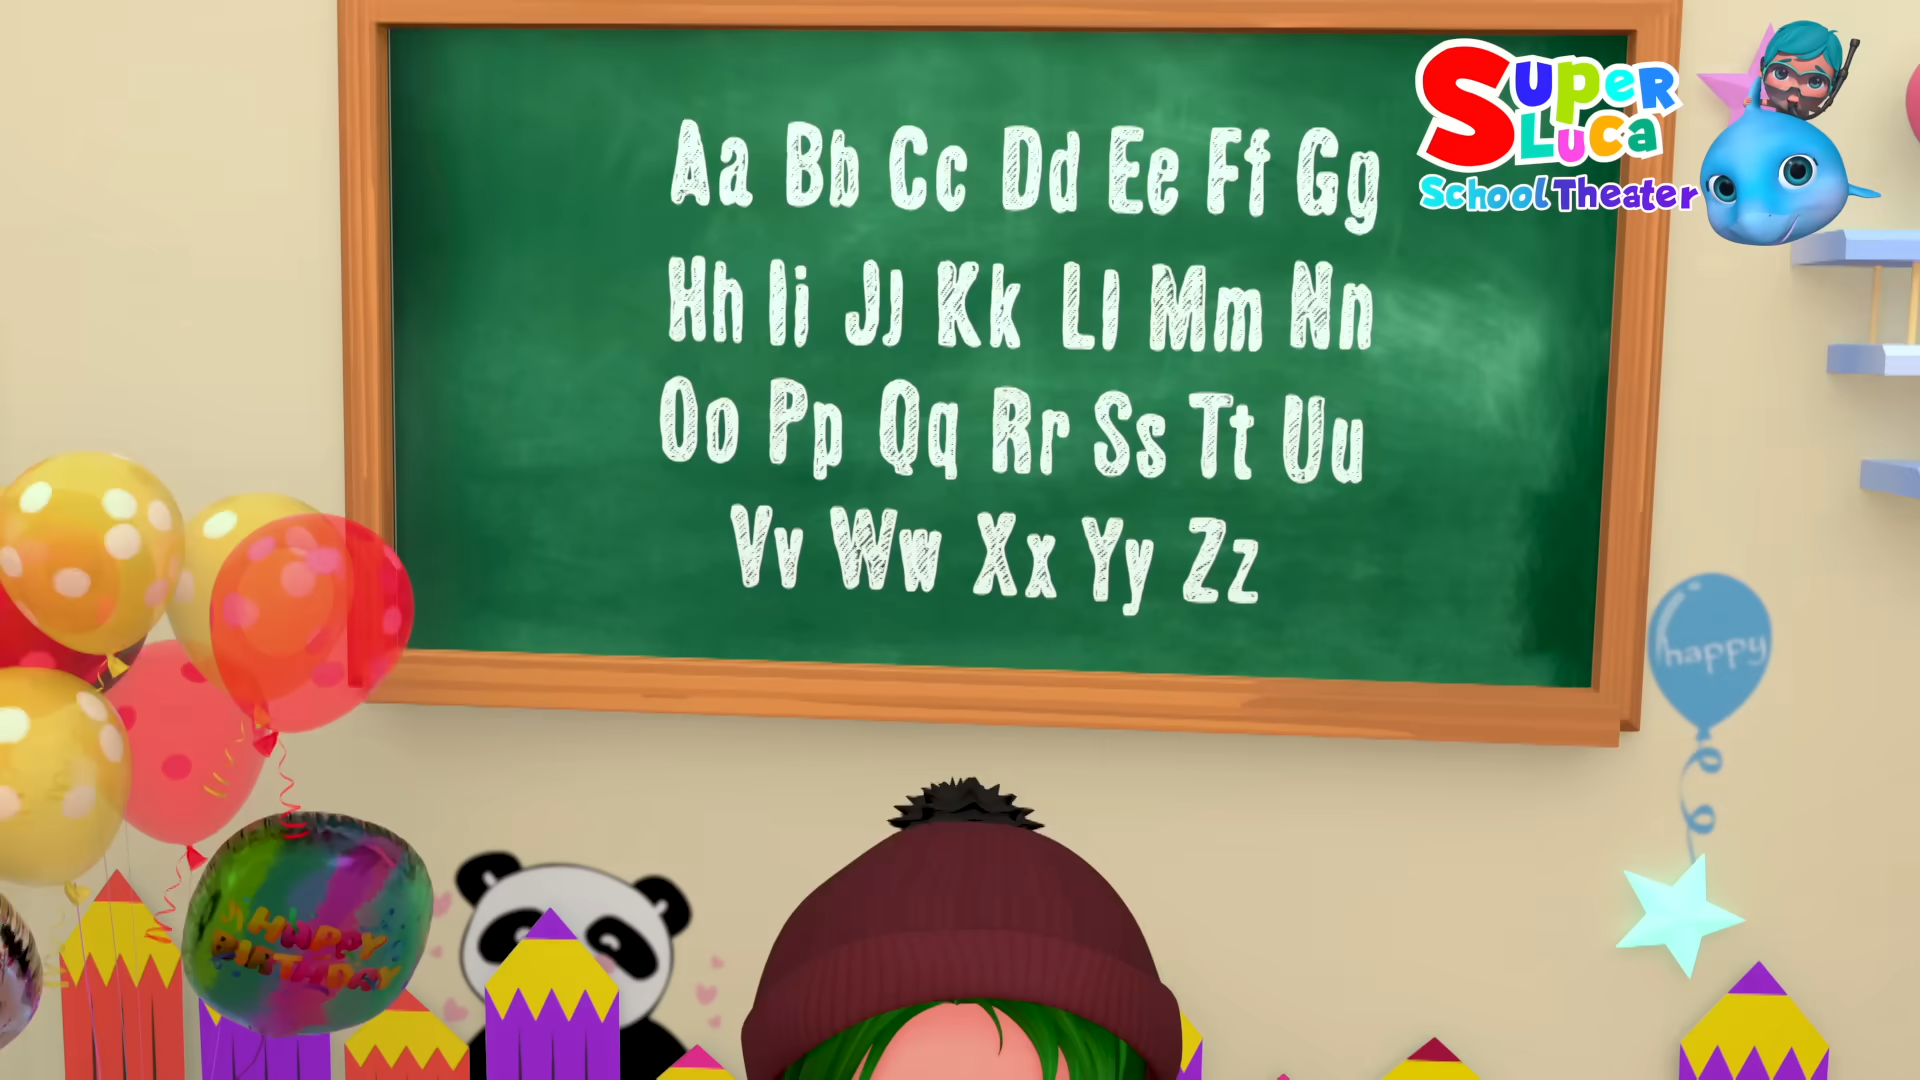 Aa Bb Cc Dd Ee Ff Gg
Hh Ii Jj Kk Ll Mm Nn
Oo Pp Qq Rr Ss Tt Uu
Vv Ww Xx Yy Zz
SUPER
LUCA
School Theater
happy
HAPPY
BIRTHDAY